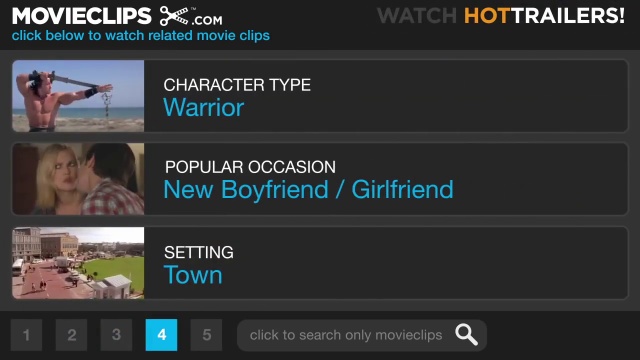 MOVIECLIPS.COM™
WATCH HOTTRAILERS!
click below to watch related movie clips
CHARACTER TYPE
Warrior
POPULAR OCCASION
New Boyfriend / Girlfriend
SETTING
Town
1 2 3 4 5 click to search only movieclips